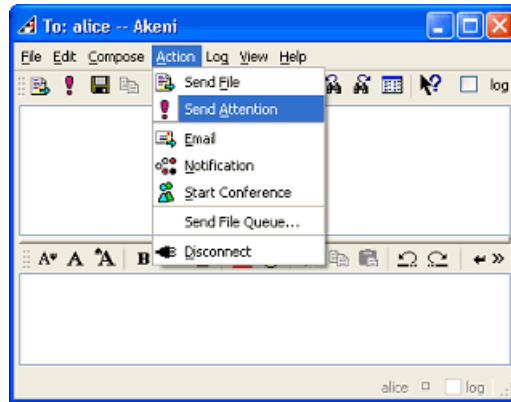 To: alice -- Akeni
File Edit Compose Action Log View Help
log
Send File
Send Attention
Email
Notification
Start Conference
Send File Queue...
Disconnect
A A A B
alice log